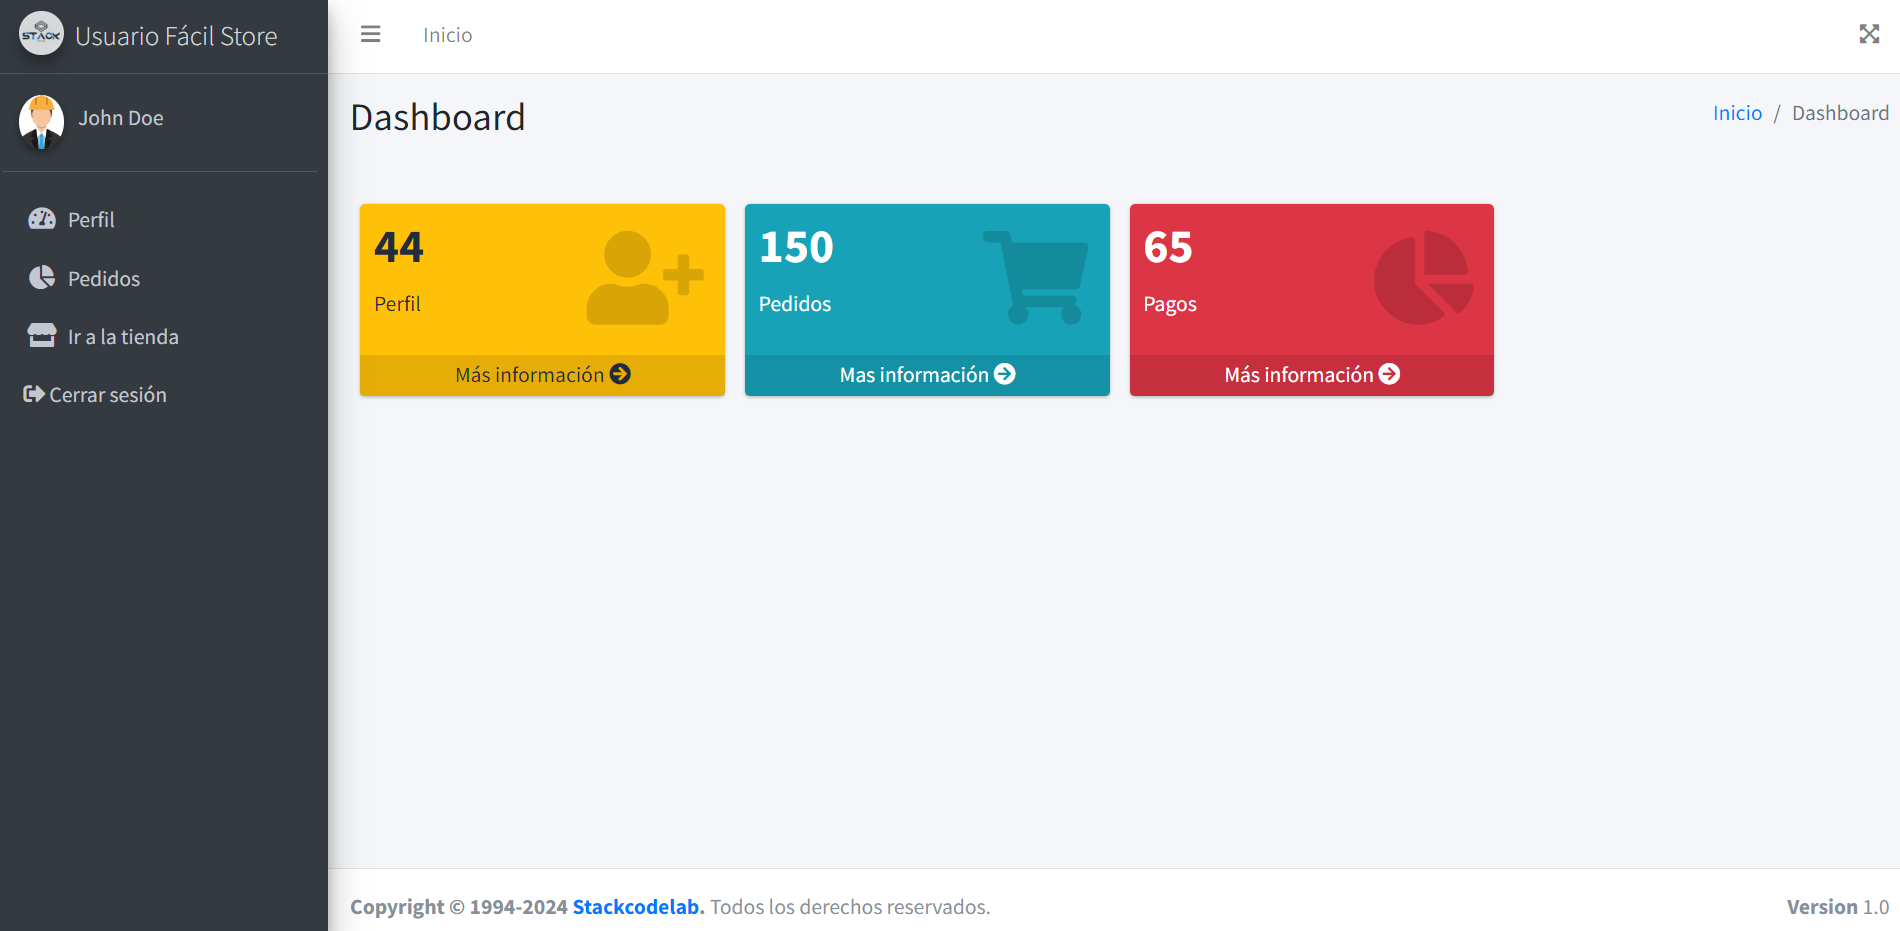 STACK
Usuario Fácil Store
John Doe
Perfil
Pedidos
Ir a la tienda
Cerrar sesión
Inicio
Dashboard
Inicio / Dashboard
44
Perfil
Más información
150
Pedidos
Mas información
65
Pagos
Más información
Copyright © 1994-2024 Stackcodelab. Todos los derechos reservados.
Version 1.0